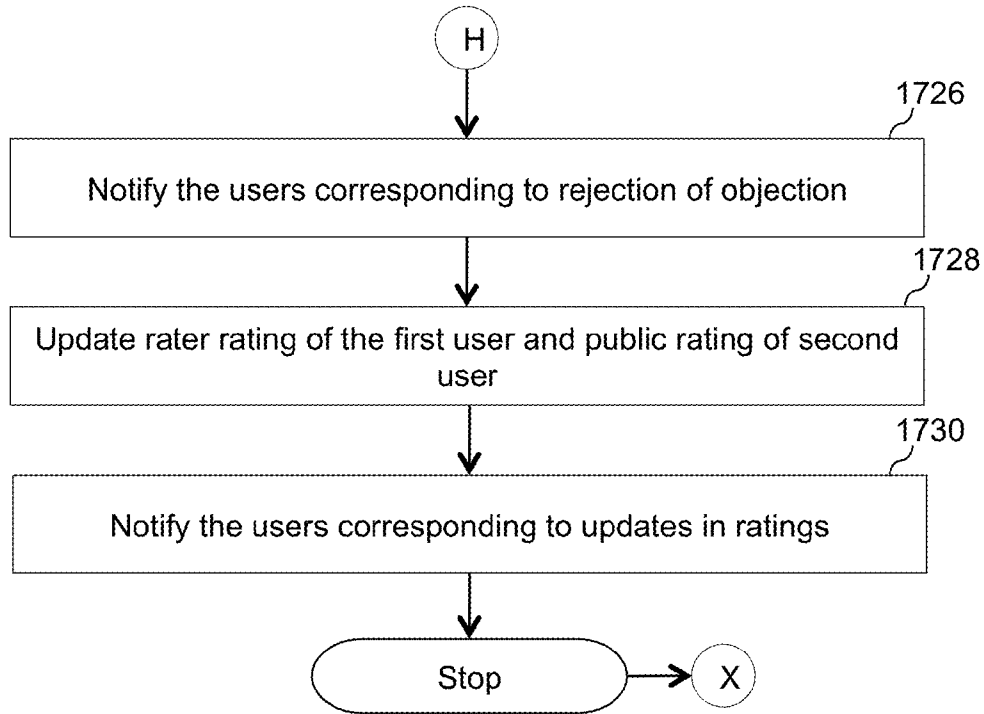 H
1726
Notify the users corresponding to rejection of objection
1728
Update rater rating of the first user and public rating of second
user
1730
Notify the users corresponding to updates in ratings
Stop
X